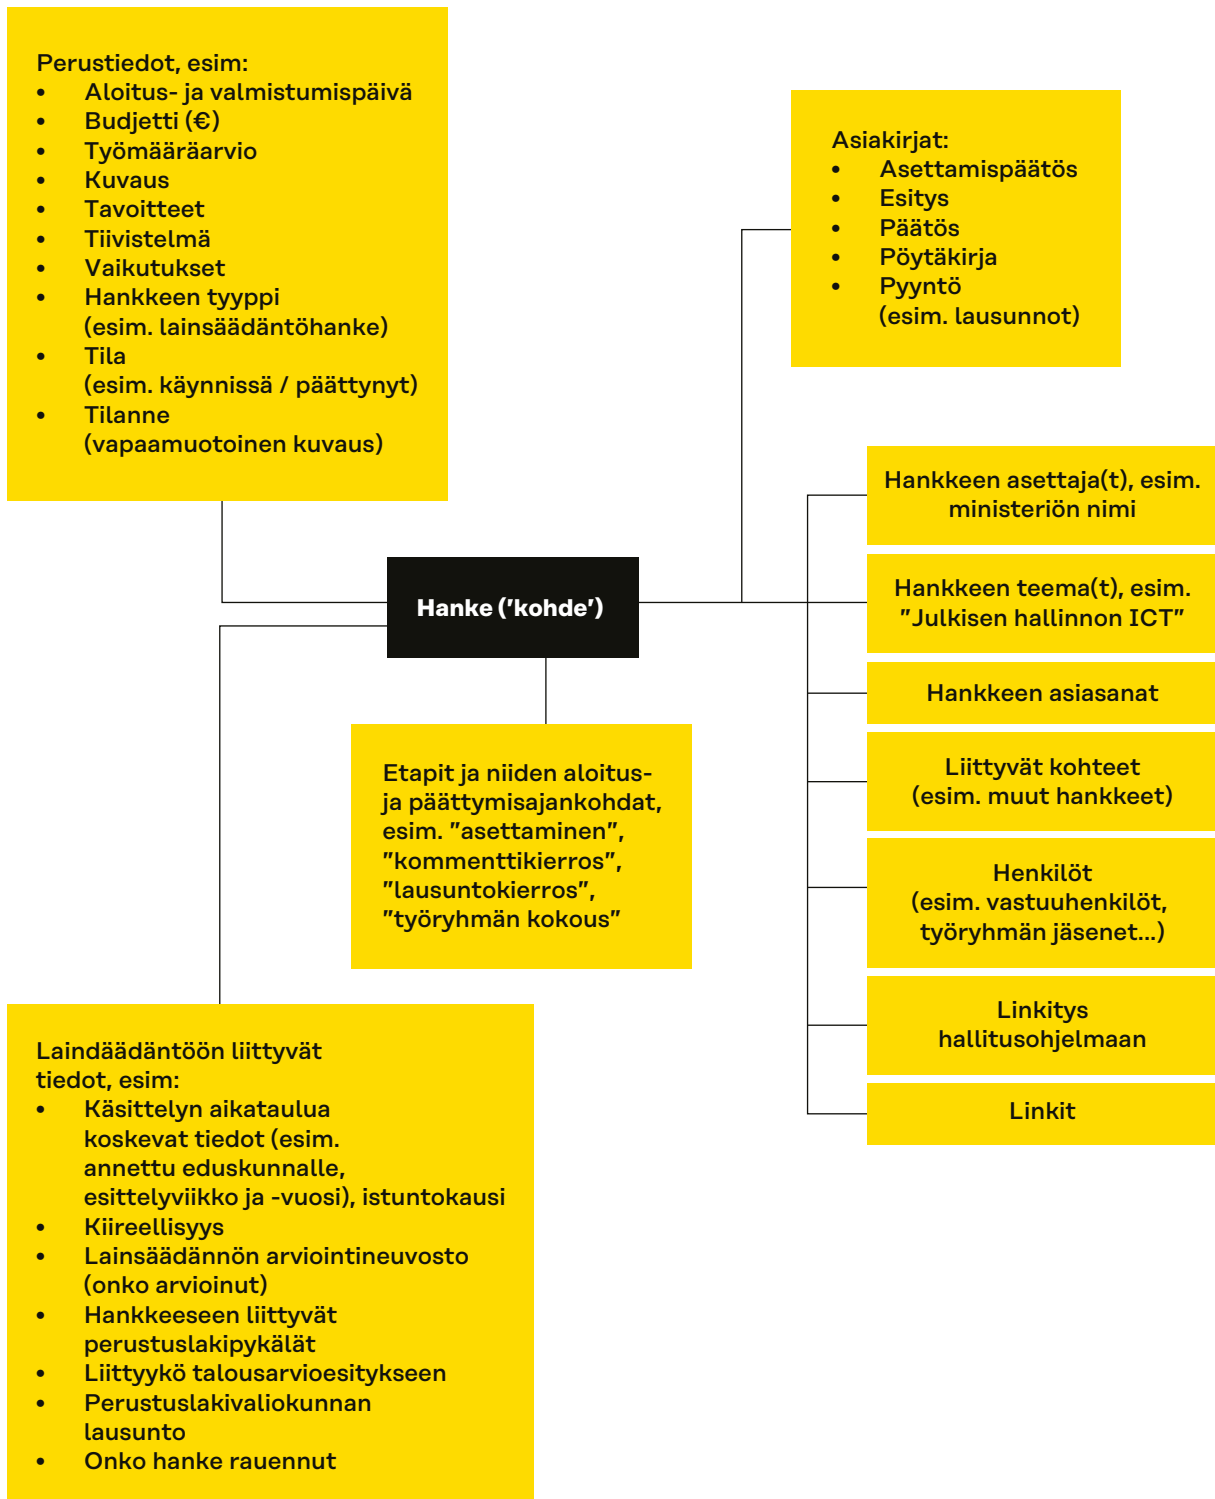 Perustiedot, esim:
• Aloitus- ja valmistumispäivä
• Budjetti (€)
• Työmääräarvio
• Kuvaus
• Tavoitteet
• Tiivistelmä
• Vaikutukset
• Hankkeen tyyppi
(esim. lainsäädäntöhanke)
• Tila
(esim. käynnissä / päättynyt)
• Tilanne
(vapaamuotoinen kuvaus)
Asiakirjat:
• Asettamispäätös
• Esitys
• Päätös
• Pöytäkirja
• Pyyntö
(esim. lausunnot)
Hanke (’kohde’)
Hankkeen asettaja(t), esim.
ministeriön nimi
Hankkeen teema(t), esim.
”Julkisen hallinnon ICT”
Hankkeen asiasanat
Liittyvät kohteet
(esim. muut hankkeet)
Henkilöt
(esim. vastuuhenkilöt,
työryhmän jäsenet...)
Linkitys
hallitusohjelmaan
Linkit
Etapit ja niiden aloitus-
ja päättymisajankohdat,
esim. ”asettaminen”,
”kommenttikierros”,
”lausuntokierros”,
”työryhmän kokous”
Laindäädäntöön liittyvät
tiedot, esim:
• Käsittelyn aikataulua
koskevat tiedot (esim.
annettu eduskunnalle,
esittelyviikko ja -vuosi), istuntokausi
• Kiireellisyys
• Lainsäädännön arviointineuvosto
(onko arvioinut)
• Hankkeeseen liittyvät
perustuslakipykälät
• Liittyykö talousarvioesitykseen
• Perustuslakivaliokunnan
lausunto
• Onko hanke rauennut